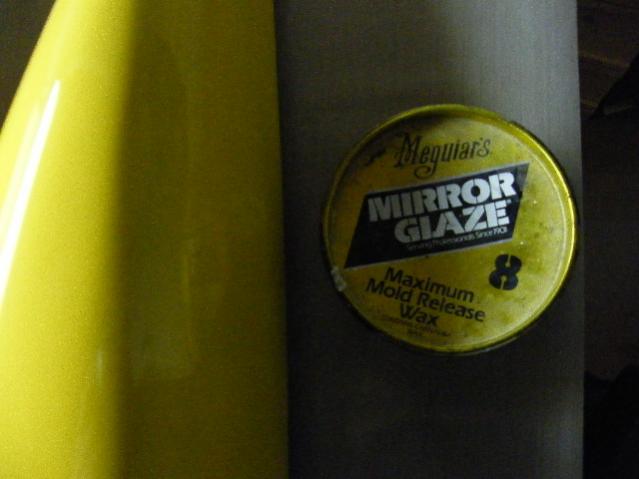 Meguiar's
MIRROR
GLAZE®
Serving Professionals Since 1901
8
Maximum
Mold Release
Wax